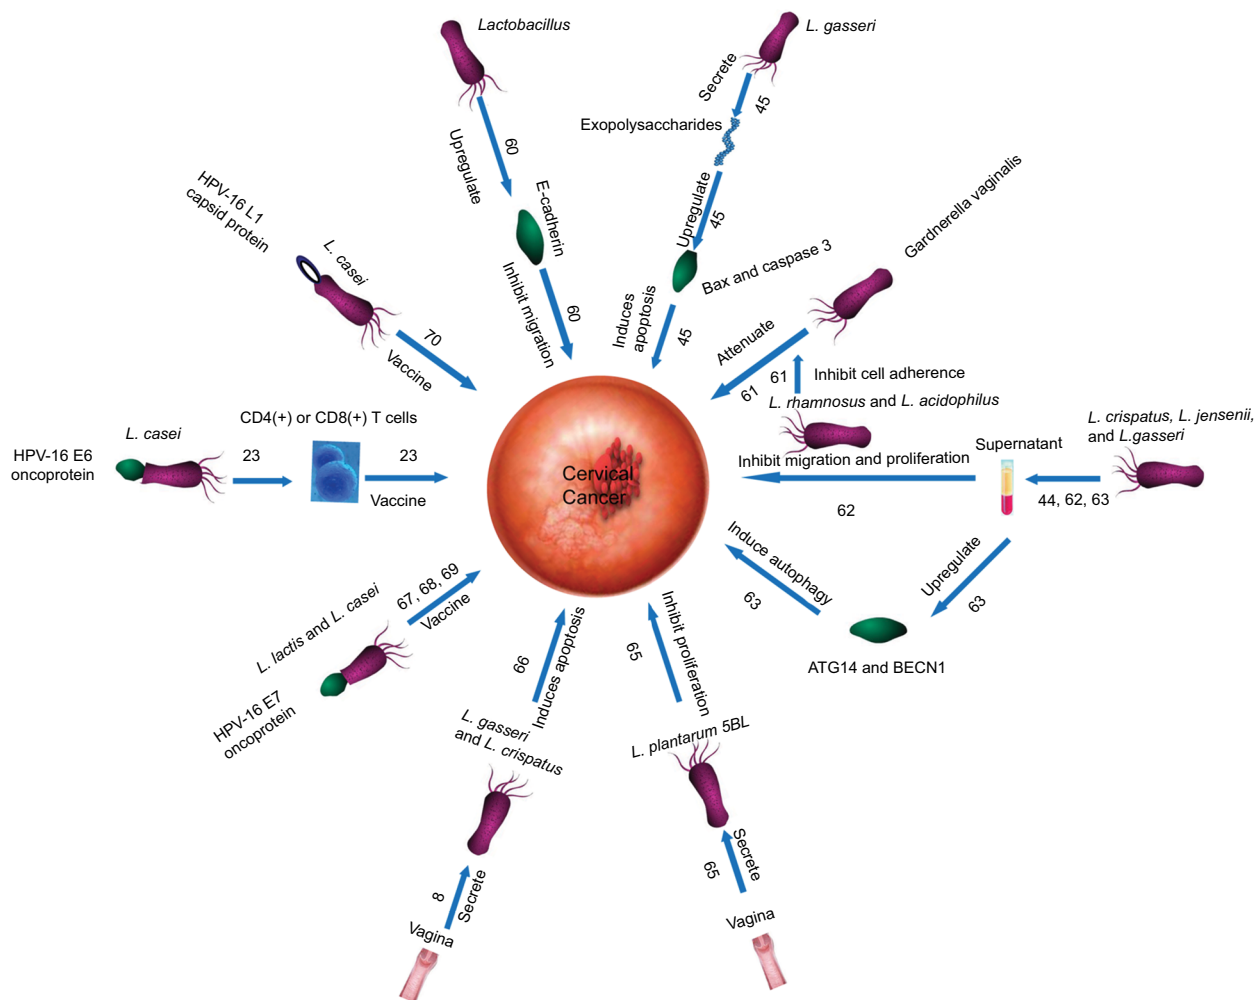 Lactobacillus
60
Upregulate
E-cadherin
60
Inhibit migration
L. gasseri
Secrete
45
Exopolysaccharides
Upregulate
45
Bax and caspase 3
Induces
apoptosis
45
Gardnerella vaginalis
Attenuate
61
61
Inhibit cell adherence
L. rhamnosus and L. acidophilus
L. crispatus, L. jensenii,
and L.gasseri
Supernatant
44, 62, 63
Inhibit migration and proliferation
62
Upregulate
63
ATG14 and BECN1
Induce autophagy
63
Inhibit proliferation
65
L. plantarum 5BL
Secrete
65
Vagina
Induces apoptosis
66
L. gasseri
and L. crispatus
8
Secrete
Vagina
L. lactis and L. casei
67, 68, 69
Vaccine
HPV-16 E7
oncoprotein
L. casei
HPV-16 E6
oncoprotein
23
CD4(+) or CD8(+) T cells
23
Vaccine
HPV-16 L1
capsid protein
L. casei
70
Vaccine
Cervical
Cancer